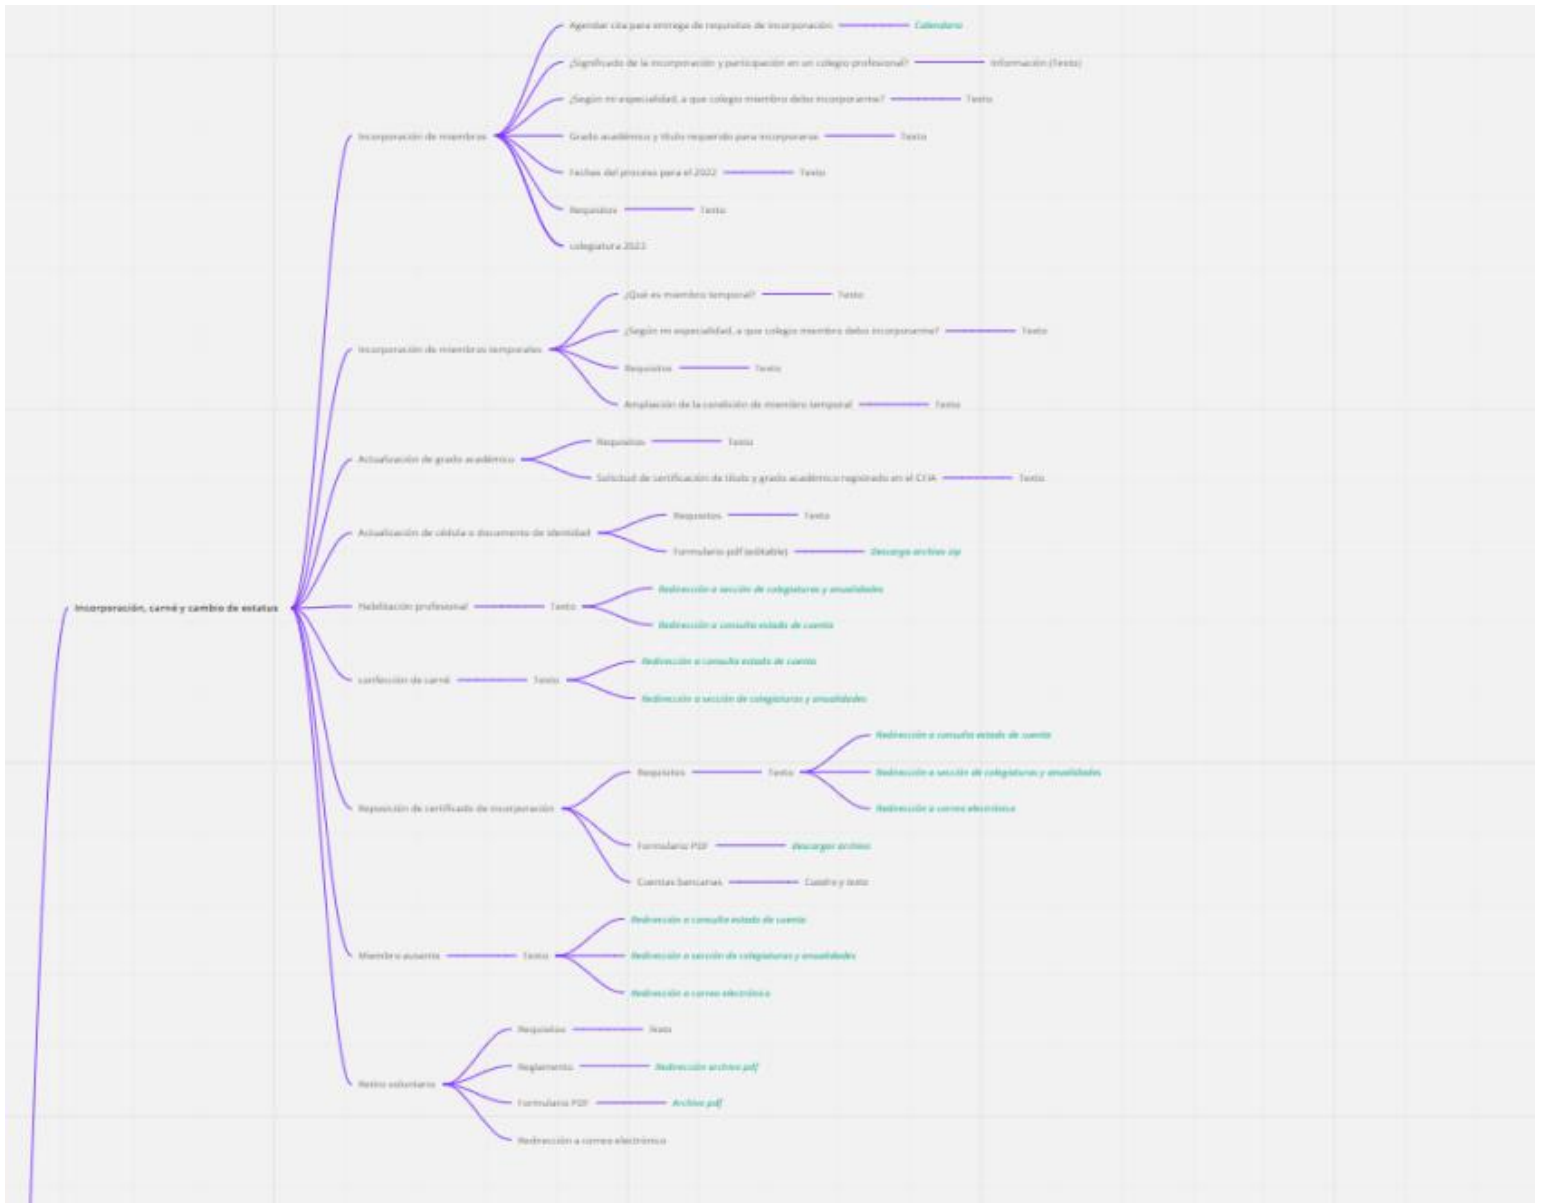 Agendar cita para entrega de requisitos de incorporación Calendario
¿Significado de la incorporación y participación en un colegio profesional? Información (Texto)
¿Según mi especialidad, a que colegio miembro debo incorporarme? Texto
Incorporación de miembros
Grado académico y título requerido para incorporarse Texto
Fechas del proceso para el 2022 Texto
Requisitos Texto
colegiatura 2023
¿Qué es miembro temporal? Texto
¿Según mi especialidad, a que colegio miembro debo incorporarme? Texto
Incorporación de miembros temporales
Requisitos Texto
Ampliación de la condición de miembro temporal Texto
Requisitos Texto
Actualización de grado académico
Solicitud de certificación de título y grado académico registrado en el CFIA Texto
Requisitos Texto
Actualización de cédula o documento de identidad
Formulario pdf (editable) Descarga archivo zip
Redirección a sección de colegiaturas y anualidades
Incorporación, carné y cambio de estatus
Habilitación profesional Texto
Redirección a consulta estado de cuenta
Redirección a consulta estado de cuenta
confección de carné Texto
Redirección a sección de colegiaturas y anualidades
Redirección a consulta estado de cuenta
Requisitos Texto
Redirección a sección de colegiaturas y anualidades
Reposición de certificado de incorporación
Redirección a correo electrónico
Formulario PDF descargar archivo
Cuentas bancarias Cuadro y texto
Redirección a consulta estado de cuenta
Miembro ausente Texto
Redirección a sección de colegiaturas y anualidades
Redirección a correo electrónico
Requisitos Texto
Reglamento Redirección archivo pdf
Retiro voluntario
Formulario PDF Archivo pdf
Redirección a correo electrónico